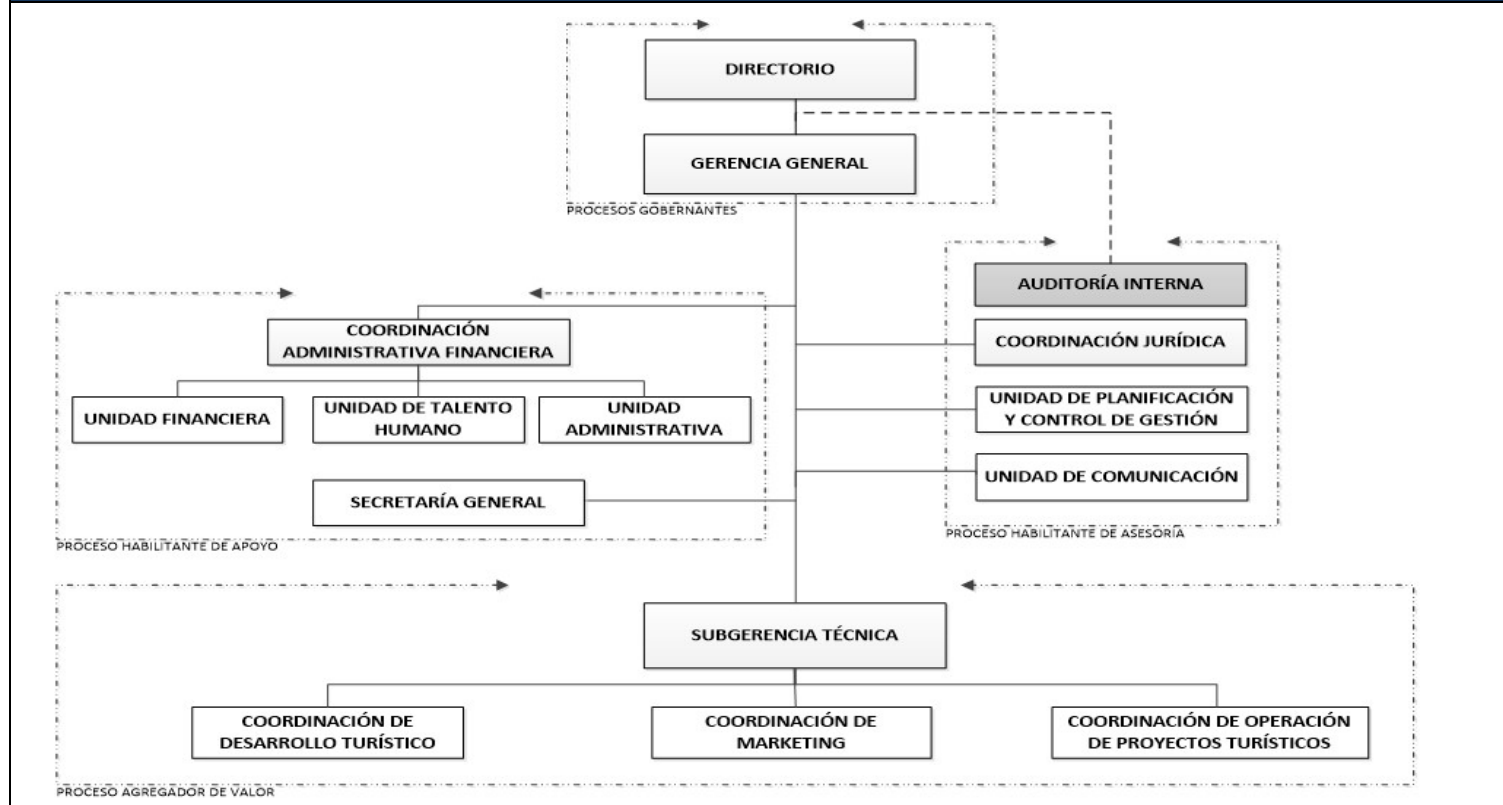 DIRECTORIO
GERENCIA GENERAL
PROCESOS GOBERNANTES
AUDITORÍA INTERNA
COORDINACIÓN JURÍDICA
UNIDAD DE PLANIFICACIÓN
Y CONTROL DE GESTIÓN
UNIDAD DE COMUNICACIÓN
PROCESO HABILITANTE DE ASESORÍA
COORDINACIÓN
ADMINISTRATIVA FINANCIERA
UNIDAD FINANCIERA
UNIDAD DE TALENTO
HUMANO
UNIDAD
ADMINISTRATIVA
SECRETARÍA GENERAL
PROCESO HABILITANTE DE APOYO
SUBGERENCIA TÉCNICA
COORDINACIÓN DE
DESARROLLO TURÍSTICO
COORDINACIÓN DE
MARKETING
COORDINACIÓN DE OPERACIÓN
DE PROYECTOS TURÍSTICOS
PROCESO AGREGADOR DE VALOR